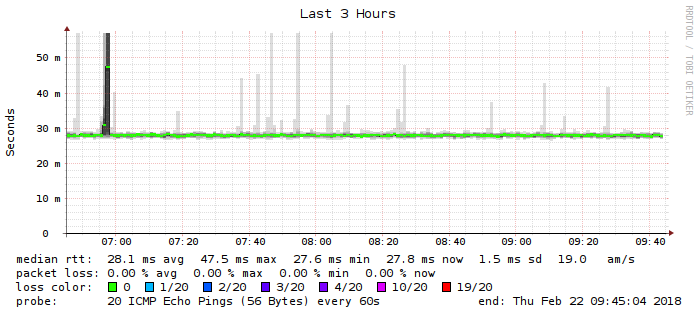 Last 3 Hours
RRDTOOL / TOBI OETIKER
Seconds
50 m
40 m
30 m
20 m
10 m
0
07:00 07:20 07:40 08:00 08:20 08:40 09:00 09:20 09:40
median rtt: 28.1 ms avg 47.5 ms max 27.6 ms min 27.8 ms now 1.5 ms sd 19.0 am/s
packet loss: 0.00 % avg 0.00 % max 0.00 % min 0.00 % now
loss color: 0 1/20 2/20 3/20 4/20 10/20 19/20
probe: 20 ICMP Echo Pings (56 Bytes) every 60s end: Thu Feb 22 09:45:04 2018